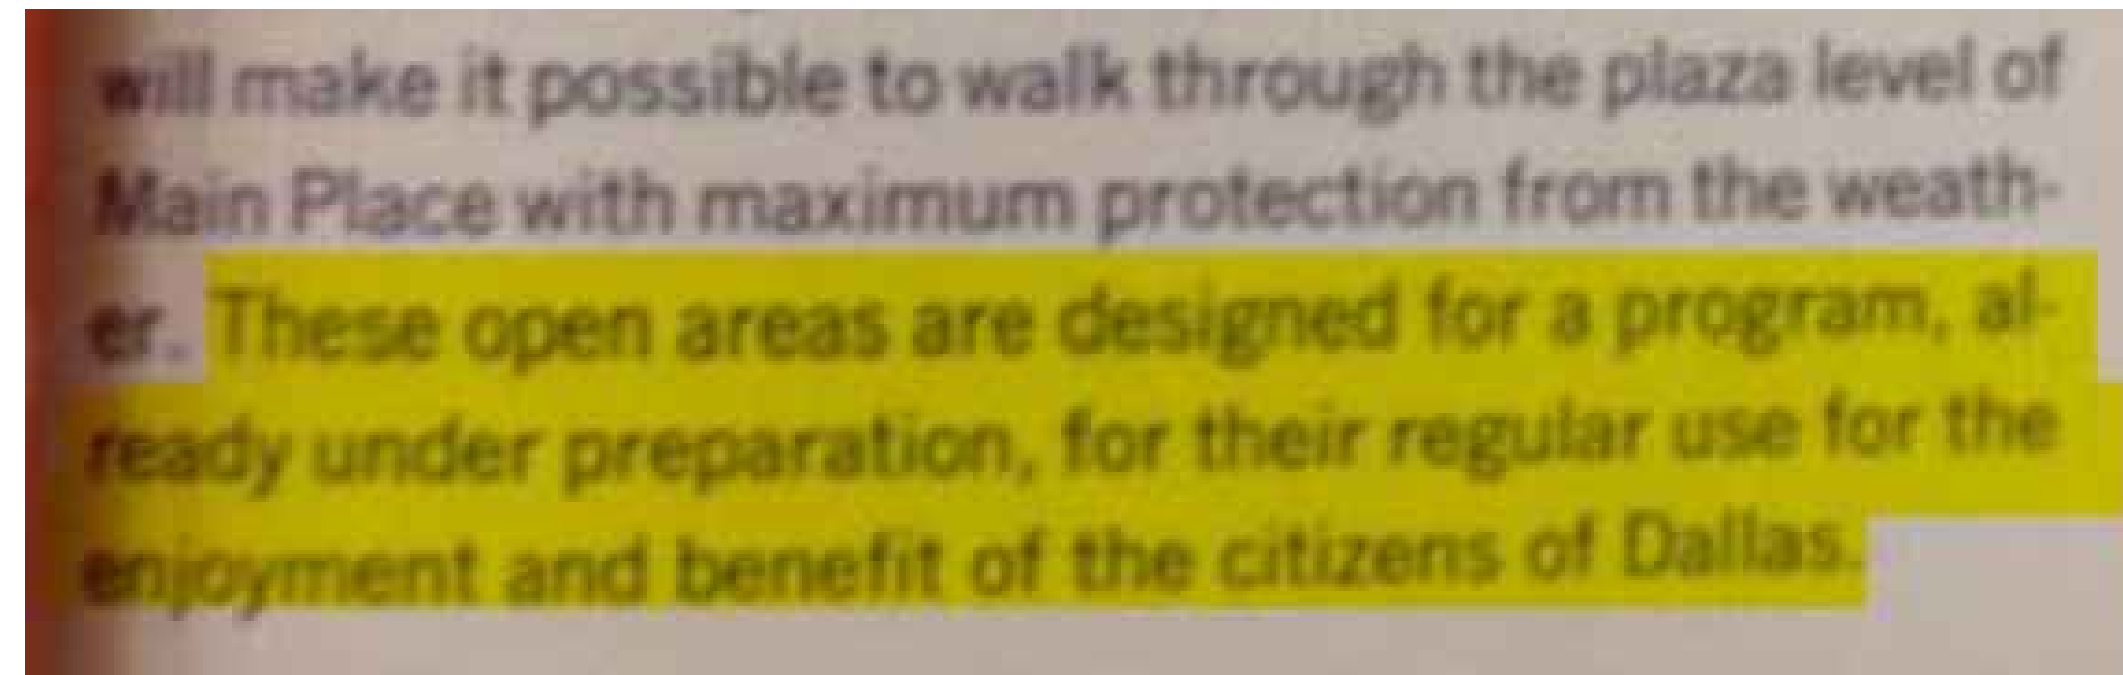 will make it possible to walk through the plaza level of
Main Place with maximum protection from the weath-
er. These open areas are designed for a program, al-
ready under preparation, for their regular use for the
enjoyment and benefit of the citizens of Dallas.